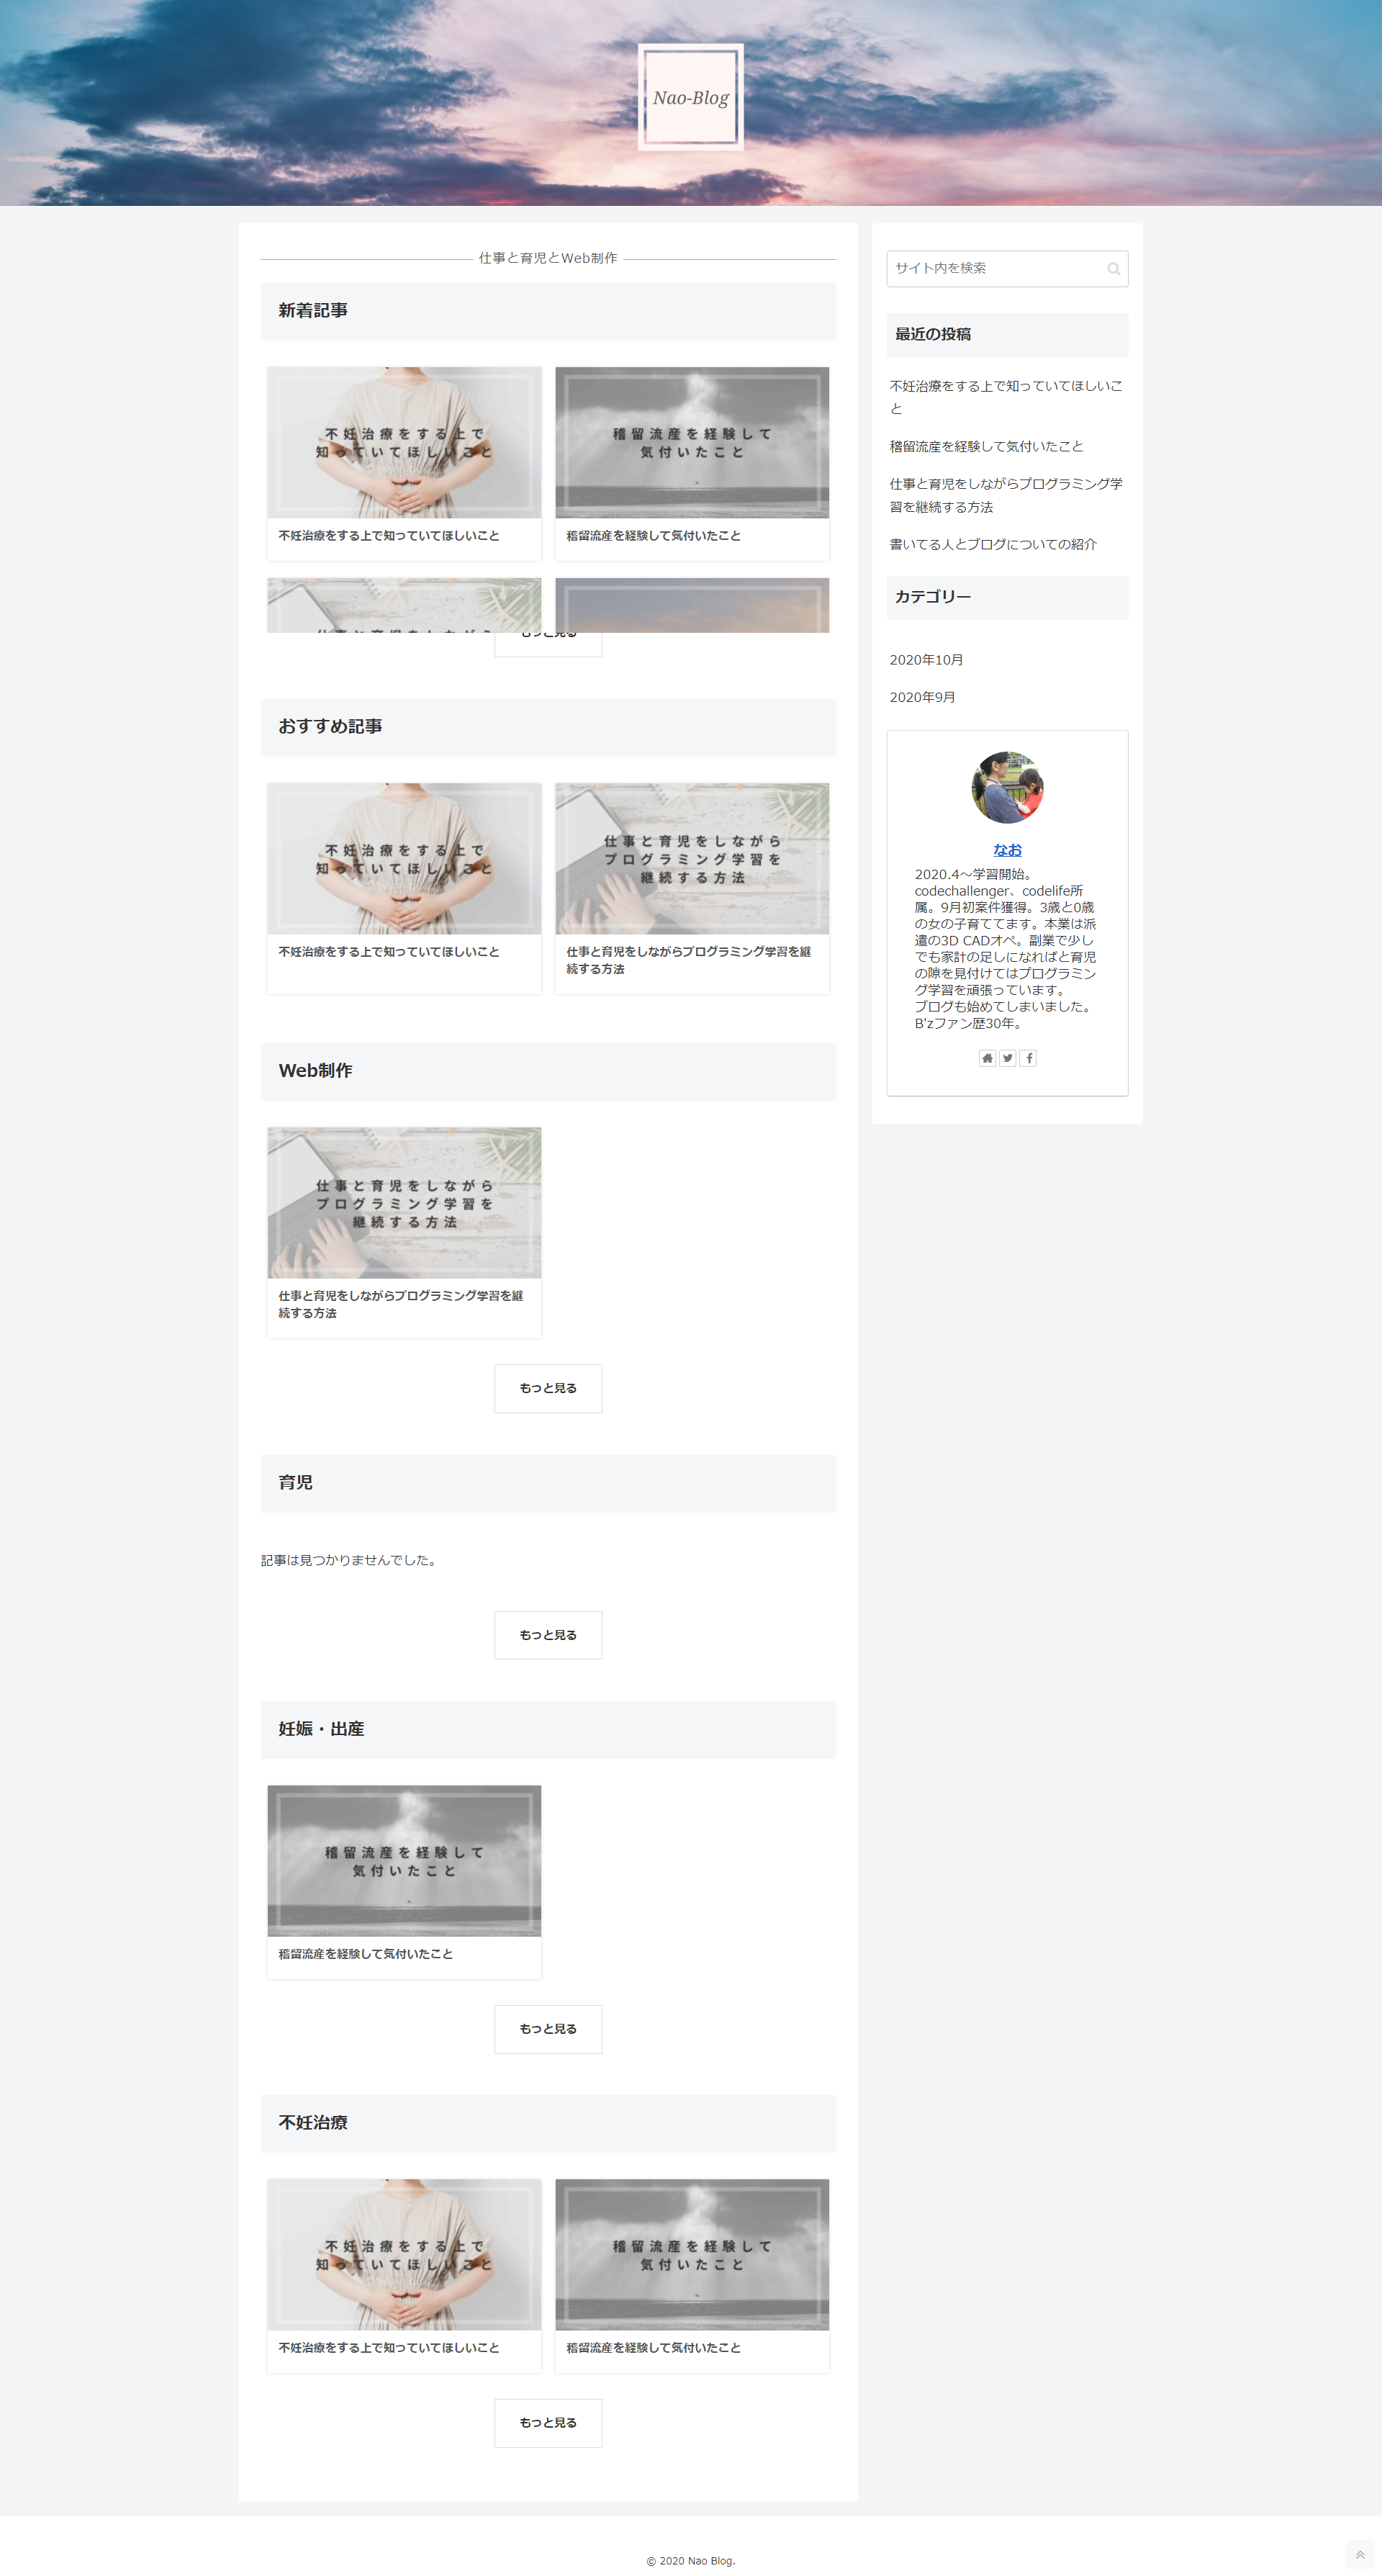 Nao-Blog
仕事と育児とWeb制作
新着記事
不妊治療をする上で
知っていてほしいこと
不妊治療をする上で知っていてほしいこと
稽留流産を経験して
気付いたこと
稽留流産を経験して気付いたこと
仕事と育児をしながら
もっと見る
おすすめ記事
不妊治療をする上で
知っていてほしいこと
不妊治療をする上で知っていてほしいこと
仕事と育児をしながら
プログラミング学習を
継続する方法
仕事と育児をしながらプログラミング学習を継
続する方法
Web制作
仕事と育児をしながら
プログラミング学習を
継続する方法
仕事と育児をしながらプログラミング学習を継
続する方法
もっと見る
育児
記事は見つかりませんでした。
もっと見る
妊娠・出産
稽留流産を経験して
気付いたこと
稽留流産を経験して気付いたこと
もっと見る
不妊治療
不妊治療をする上で
知っていてほしいこと
不妊治療をする上で知っていてほしいこと
稽留流産を経験して
気付いたこと
稽留流産を経験して気付いたこと
もっと見る
サイト内を検索
最近の投稿
不妊治療をする上で知っていてほしいこ
と
稽留流産を経験して気付いたこと
仕事と育児をしながらプログラミング学
習を継続する方法
書いてる人とブログについての紹介
カテゴリー
2020年10月
2020年9月
なお
2020.4～学習開始。
codechallenger、codelife所
属。9月初案件獲得。3歳と0歳
の女の子育ててます。本業は派
遣の3D CADオペ。副業で少し
でも家計の足しになればと育児
の隙を見付けてはプログラミン
グ学習を頑張っています。
ブログも始めてしまいました。
B'zファン歴30年。
© 2020 Nao Blog.